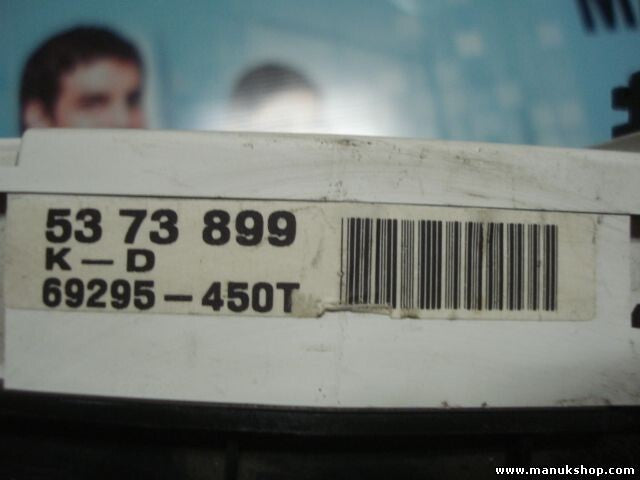 53 73 899
K — D
69295 – 450T
www.manukshop.com